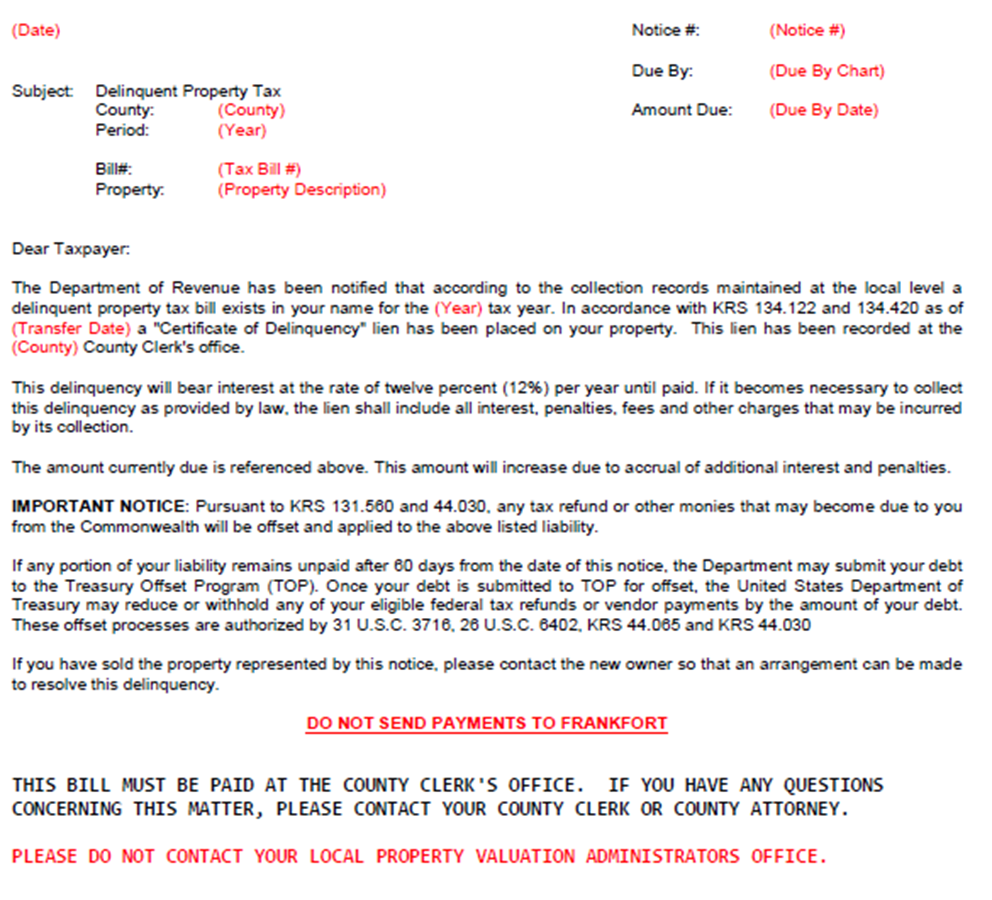 (Date)
Notice #: (Notice #)
Due By: (Due By Chart)
Subject: Delinquent Property Tax
County: (County)
Amount Due: (Due By Date)
Period: (Year)
Bill#: (Tax Bill #)
Property: (Property Description)
Dear Taxpayer:
The Department of Revenue has been notified that according to the collection records maintained at the local level a
delinquent property tax bill exists in your name for the (Year) tax year. In accordance with KRS 134.122 and 134.420 as of
(Transfer Date) a "Certificate of Delinquency" lien has been placed on your property. This lien has been recorded at the
(County) County Clerk's office.
This delinquency will bear interest at the rate of twelve percent (12%) per year until paid. If it becomes necessary to collect
this delinquency as provided by law, the lien shall include all interest, penalties, fees and other charges that may be incurred
by its collection.
The amount currently due is referenced above. This amount will increase due to accrual of additional interest and penalties.
IMPORTANT NOTICE: Pursuant to KRS 131.560 and 44.030, any tax refund or other monies that may become due to you
from the Commonwealth will be offset and applied to the above listed liability.
If any portion of your liability remains unpaid after 60 days from the date of this notice, the Department may submit your debt
to the Treasury Offset Program (TOP). Once your debt is submitted to TOP for offset, the United States Department of
Treasury may reduce or withhold any of your eligible federal tax refunds or vendor payments by the amount of your debt.
These offset processes are authorized by 31 U.S.C. 3716, 26 U.S.C. 6402, KRS 44.065 and KRS 44.030
If you have sold the property represented by this notice, please contact the new owner so that an arrangement can be made
to resolve this delinquency.
DO NOT SEND PAYMENTS TO FRANKFORT
THIS BILL MUST BE PAID AT THE COUNTY CLERK'S OFFICE. IF YOU HAVE ANY QUESTIONS
CONCERNING THIS MATTER, PLEASE CONTACT YOUR COUNTY CLERK OR COUNTY ATTORNEY.
PLEASE DO NOT CONTACT YOUR LOCAL PROPERTY VALUATION ADMINISTRATORS OFFICE.